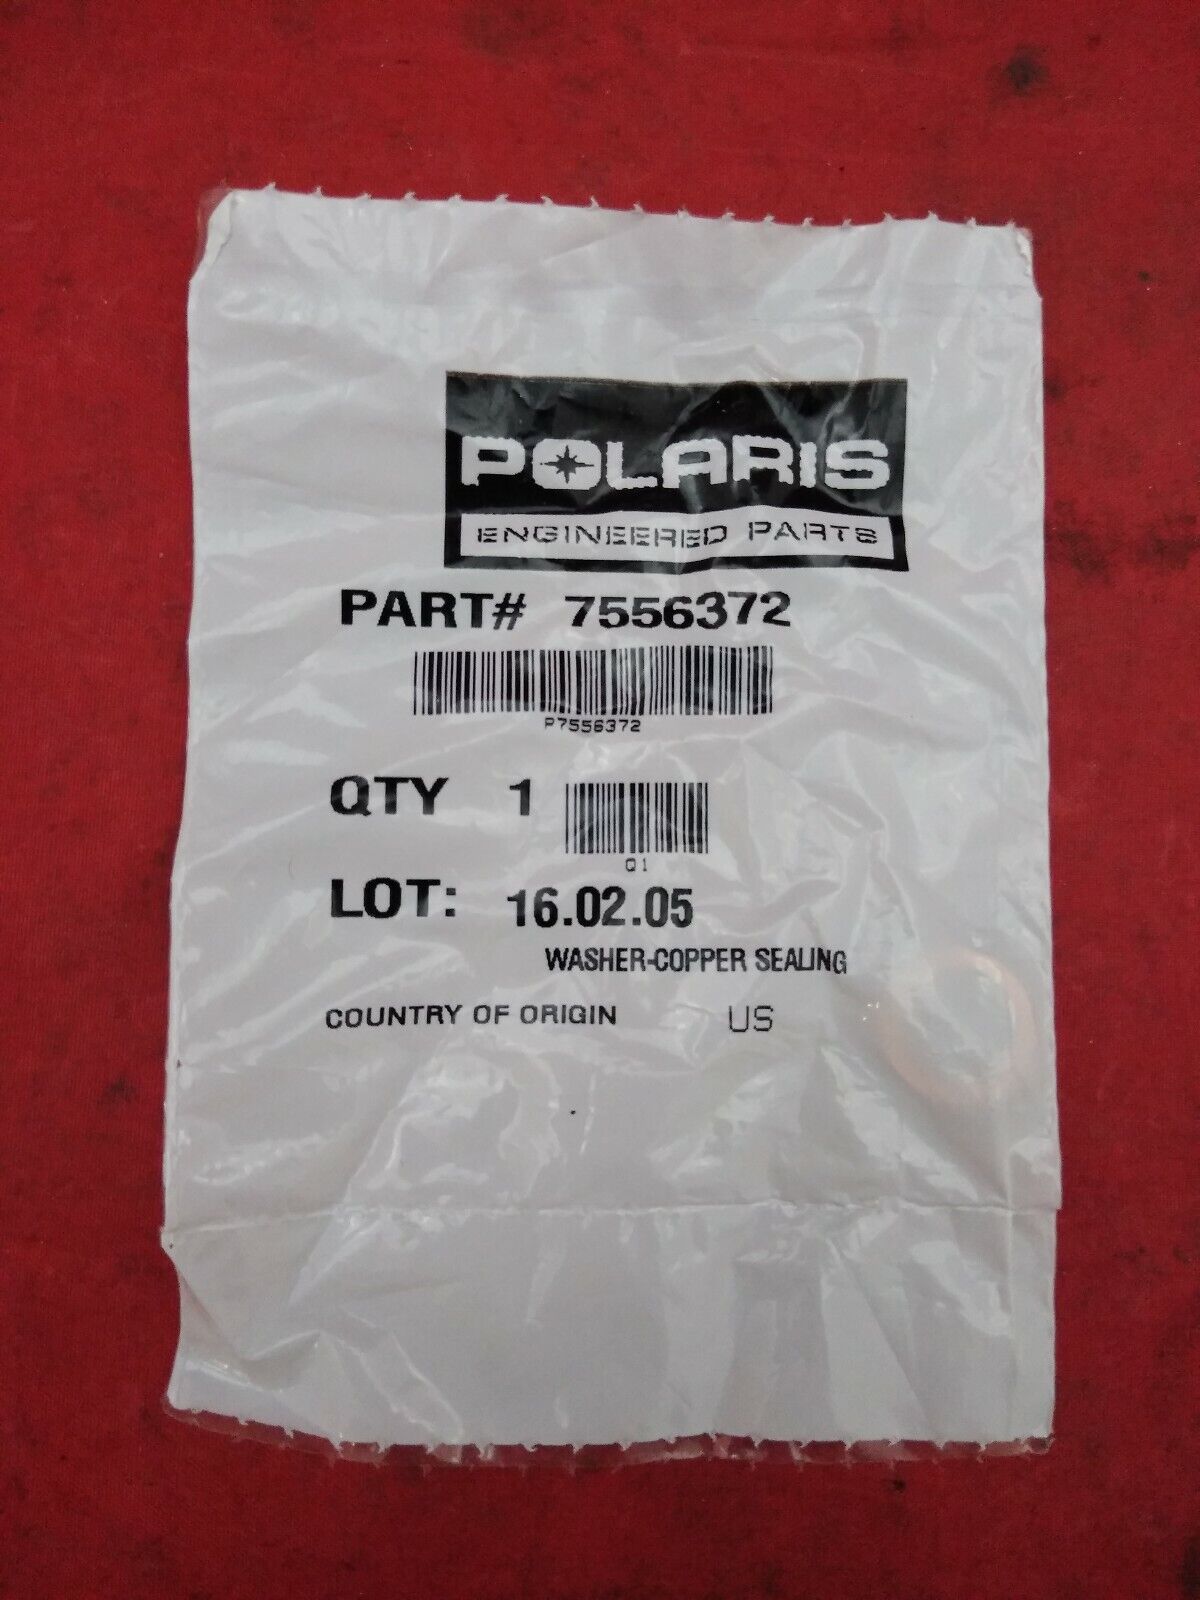 POLARIS
ENGINEERED PARTS
PART# 7556372
P7556372
QTY 1
Q1
LOT: 16.02.05
WASHER-COPPER SEALING
COUNTRY OF ORIGIN US